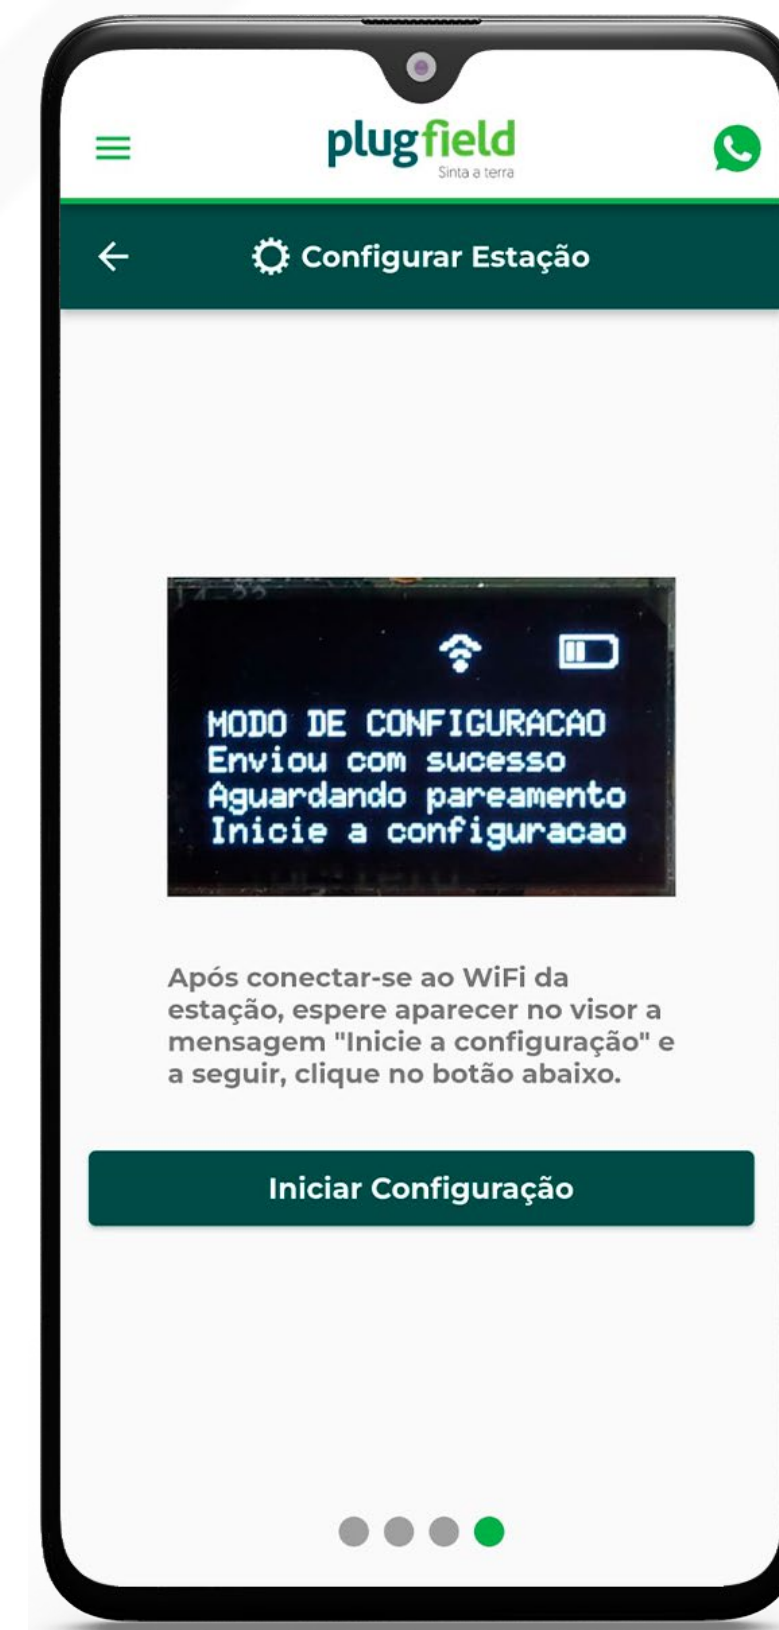 plugfield
Sinta a terra
Configurar Estação
MODO DE CONFIGURACAO
Enviou com sucesso
Aguardando pareamento
Inicie a configuracao
Após conectar-se ao WiFi da
estação, espere aparecer no visor a
mensagem "Inicie a configuração" e
a seguir, clique no botão abaixo.
Iniciar Configuração